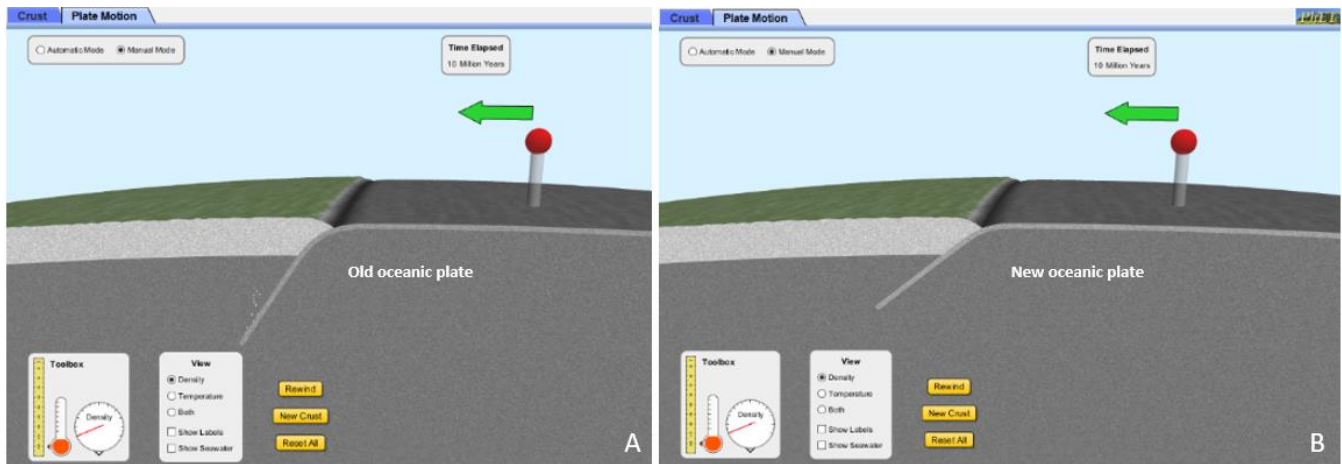 Crust Plate Motion
Automatic Mode Manual Mode
Time Elapsed
10 Million Years
Old oceanic plate
Toolbox
Density
View
Density
Temperature
Both
Show Labels
Show Seawater
Rewind
New Crust
Reset All
A
Crust Plate Motion
Automatic Mode Manual Mode
Time Elapsed
10 Million Years
New oceanic plate
Toolbox
Density
View
Density
Temperature
Both
Show Labels
Show Seawater
Rewind
New Crust
Reset All
B